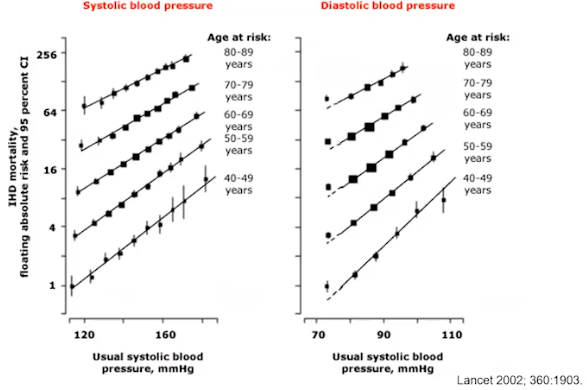 Systolic blood pressure
Diastolic blood pressure
IHD mortality,
floating absolute risk and 95 percent CI
256
64
16
4
1
Age at risk:
80-89
years
70-79
years
60-69
years
50-59
years
40-49
years
120
160
Usual systolic blood
pressure, mmHg
Age at risk:
80-89
years
70-79
years
60-69
years
50-59
years
40-49
years
70
90
110
Usual systolic blood
pressure, mmHg
Lancet 2002; 360:1903.